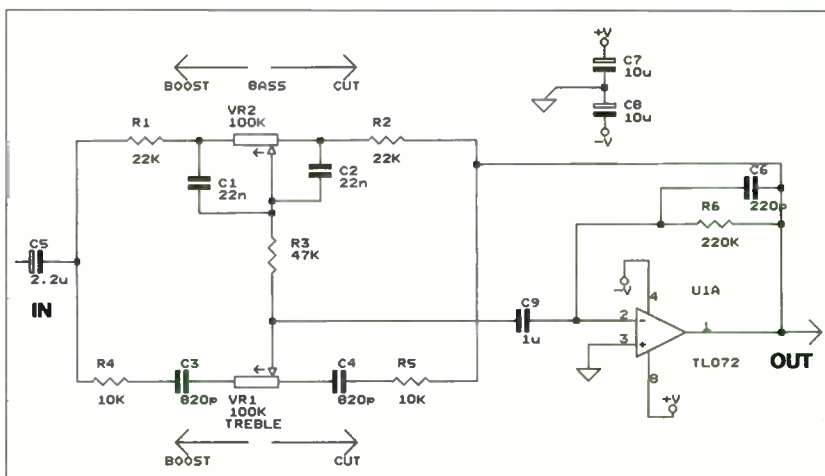 +V
C7
10u
C8
10u
-V
BOOST BASS CUT
R1
22K
VR2
100K
R2
22K
C1
22n
C2
22n
R3
47K
C5
2.2u
IN
C6
220p
R6
220K
-V
4
U1A
C9
1u
2
-
3
+
1
8
TL072
OUT
+V
R4
10K
C3
820p
VR1
100K
TREBLE
C4
820p
R5
10K
BOOST CUT